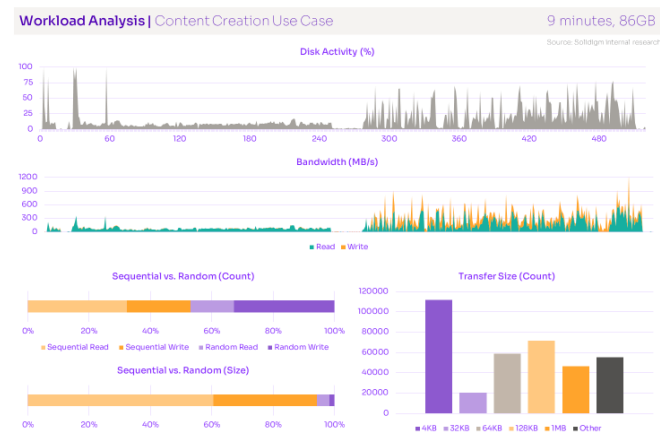 Workload Analysis | Content Creation Use Case 9 minutes, 86GB
Source: Solidigm internal research
Disk Activity (%)
100
75
50
25
0
0 60 120 180 240 300 360 420 480
Bandwidth (MB/s)
1200
900
600
300
0
Read Write
Sequential vs. Random (Count)
0% 20% 40% 60% 80% 100%
Sequential Read Sequential Write Random Read Random Write
Sequential vs. Random (Size)
0% 20% 40% 60% 80% 100%
Transfer Size (Count)
120000
100000
80000
60000
40000
20000
0
4KB 32KB 64KB 128KB 1MB Other